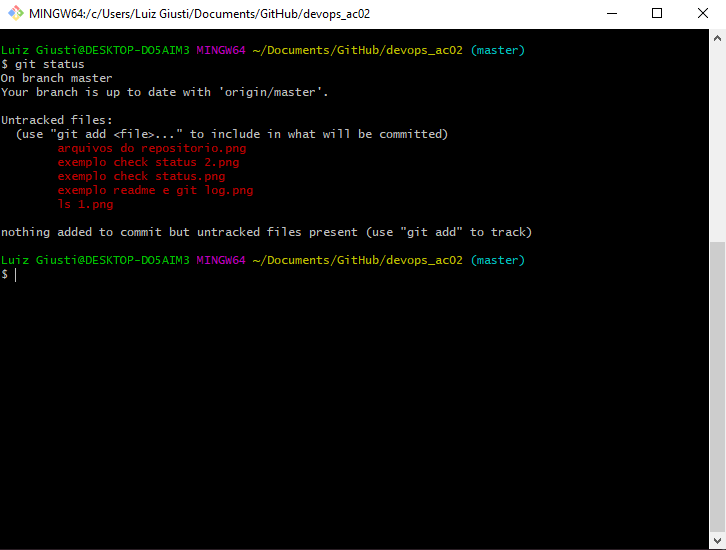 MINGW64:/c/Users/Luiz Giusti/Documents/GitHub/devops_ac02
Luiz Giusti@DESKTOP-DO5AIM3 MINGW64 ~/Documents/GitHub/devops_ac02 (master)
$ git status
On branch master
Your branch is up to date with 'origin/master'.
Untracked files:
(use "git add <file>..." to include in what will be committed)
arquivos do repositorio.png
exemplo check status 2.png
exemplo check status.png
exemplo readme e git log.png
ls 1.png
nothing added to commit but untracked files present (use "git add" to track)
Luiz Giusti@DESKTOP-DO5AIM3 MINGW64 ~/Documents/GitHub/devops_ac02 (master)
$